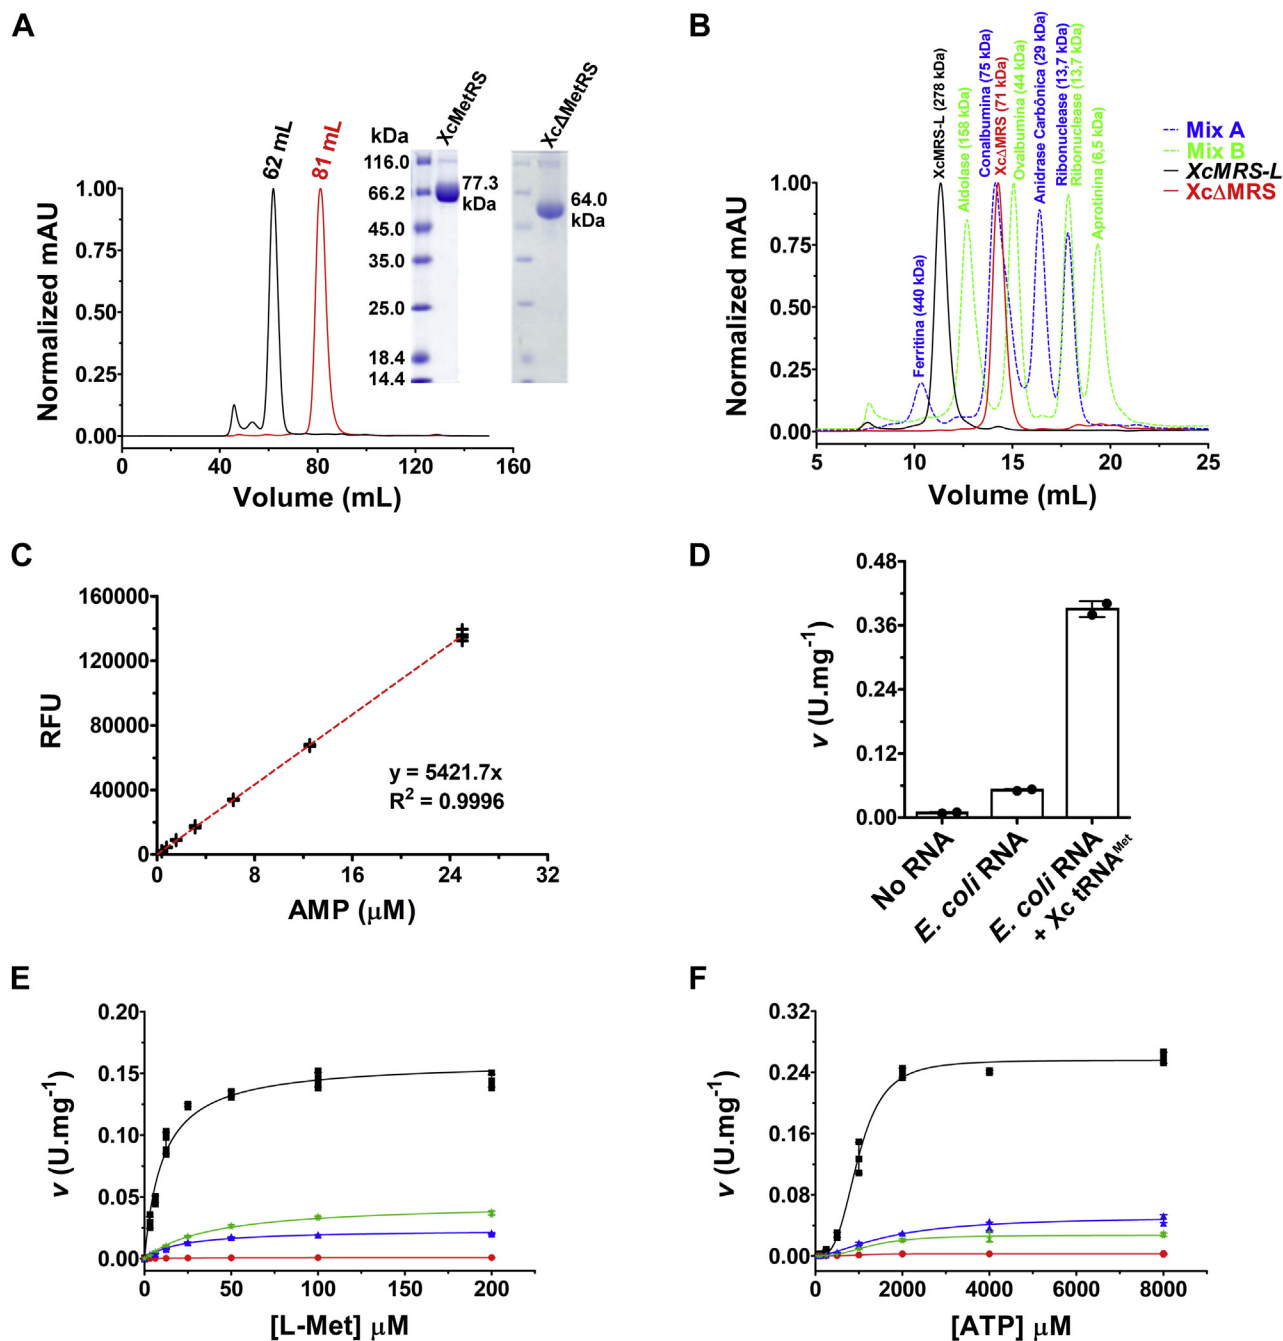 A
62 mL
81 mL
kDa
XcMetRS
XcΔMetRS
116.0
66.2
45.0
35.0
25.0
18.4
14.4
77.3
kDa
64.0
kDa
1.00
0.75
0.50
0.25
0.00
Normalized mAU
0
40
80
120
160
Volume (mL)
B
Ferritina (440 kDa)
XcMRS-L (278 kDa)
Aldolase (158 kDa)
Conalbumina (75 kDa)
XcΔMRS (71 kDa)
Ovalbumina (44 kDa)
Anidrase Carbônica (29 kDa)
Ribonuclease (13,7 kDa)
Ribonuclease (13,7 kDa)
Aprotinina (6,5 kDa)
Mix A
Mix B
XcMRS-L
XcΔMRS
1.00
0.75
0.50
0.25
0.00
Normalized mAU
5
10
15
20
25
Volume (mL)
C
160000
120000
80000
40000
0
RFU
y = 5421.7x
R² = 0.9996
0
8
16
24
32
AMP (μM)
D
0.48
0.36
0.24
0.12
0.00
v (U.mg⁻¹)
No RNA
E. coli RNA
E. coli RNA
+ Xc tRNAᴹᵉᵗ
E
0.20
0.15
0.10
0.05
0.00
v (U.mg⁻¹)
0
50
100
150
200
[L-Met] μM
F
0.32
0.24
0.16
0.08
0.00
v (U.mg⁻¹)
0
2000
4000
6000
8000
[ATP] μM